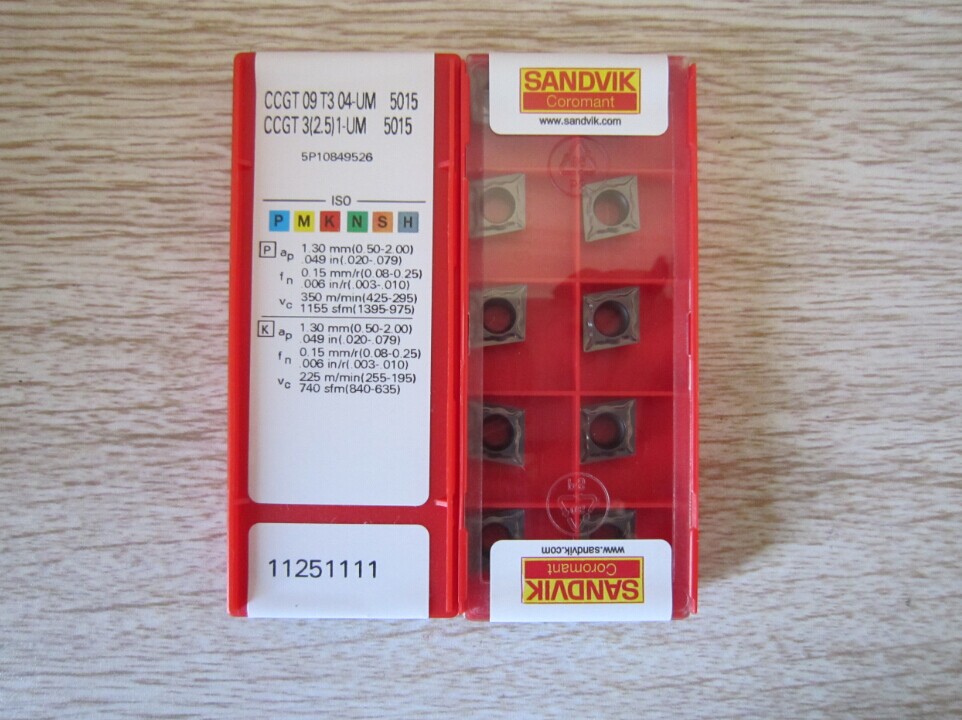 CCGT 09 T3 04-UM 5015
CCGT 3(2.5)1-UM 5015
5P10849526
ISO
P M K N S H
P ap 1.30 mm(0.50-2.00)
.049 in(.020-.079)
fn 0.15 mm/r(0.08-0.25)
.006 in/r(.003-.010)
vc 350 m/min(425-295)
1155 sfm(1395-975)
K ap 1.30 mm(0.50-2.00)
.049 in(.020-.079)
fn 0.15 mm/r(0.08-0.25)
.006 in/r(.003-.010)
vc 225 m/min(255-195)
740 sfm(840-635)
11251111
SANDVIK
Coromant
www.sandvik.com
www.sandvik.com
Coromant
SANDVIK